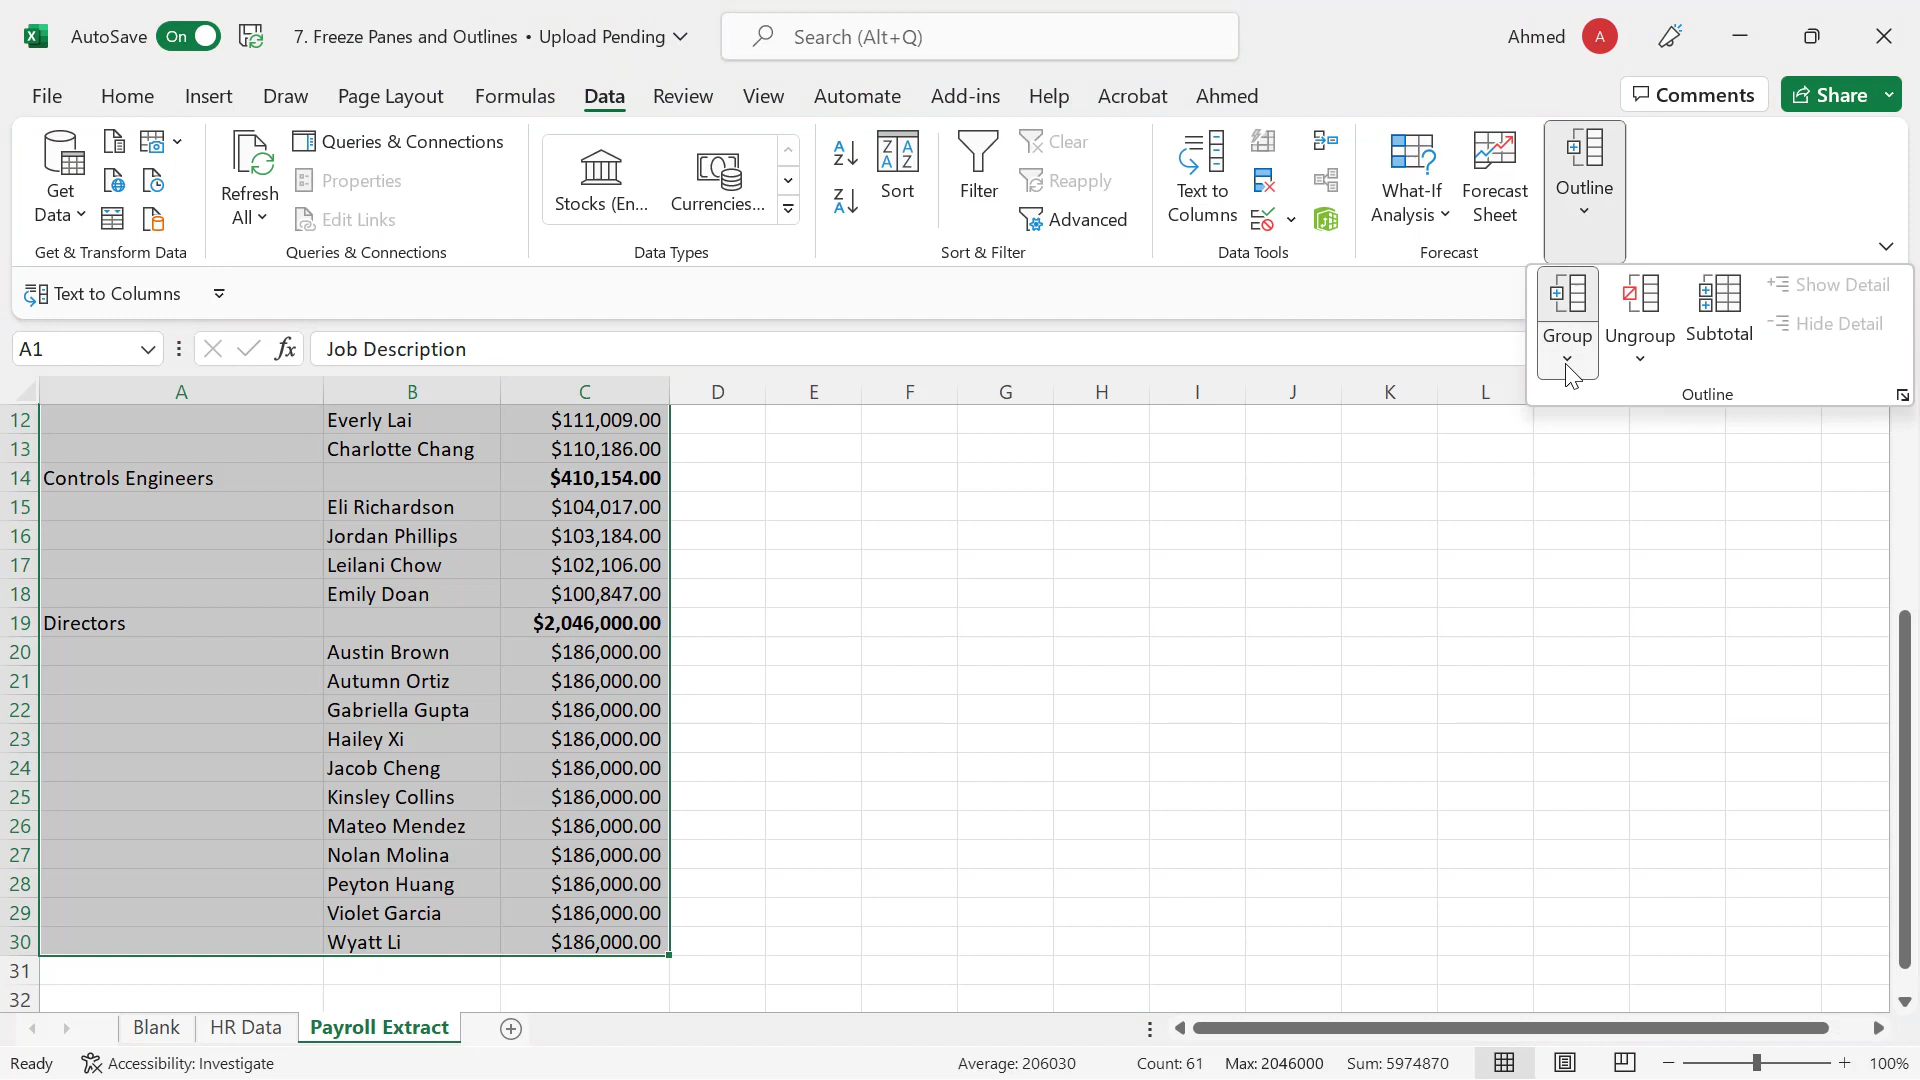 AutoSave On 7. Freeze Panes and Outlines • Upload Pending Search (Alt+Q) Ahmed A
File Home Insert Draw Page Layout Formulas Data Review View Automate Add-ins Help Acrobat Ahmed Comments Share
Get Data
Get & Transform Data
Refresh All
Queries & Connections
Properties
Edit Links
Queries & Connections
Stocks (En...
Currencies...
Data Types
Sort
Filter
Clear
Reapply
Advanced
Sort & Filter
Text to Columns
Data Tools
What-If Analysis
Forecast Sheet
Forecast
Outline
Text to Columns
Group
Ungroup
Subtotal
Show Detail
Hide Detail
Outline
A1 fx Job Description
A B C D E F G H I J K L
12 Everly Lai $111,009.00
13 Charlotte Chang $110,186.00
14 Controls Engineers $410,154.00
15 Eli Richardson $104,017.00
16 Jordan Phillips $103,184.00
17 Leilani Chow $102,106.00
18 Emily Doan $100,847.00
19 Directors $2,046,000.00
20 Austin Brown $186,000.00
21 Autumn Ortiz $186,000.00
22 Gabriella Gupta $186,000.00
23 Hailey Xi $186,000.00
24 Jacob Cheng $186,000.00
25 Kinsley Collins $186,000.00
26 Mateo Mendez $186,000.00
27 Nolan Molina $186,000.00
28 Peyton Huang $186,000.00
29 Violet Garcia $186,000.00
30 Wyatt Li $186,000.00
31
32
Blank HR Data Payroll Extract
Ready Accessibility: Investigate Average: 206030 Count: 61 Max: 2046000 Sum: 5974870 100%